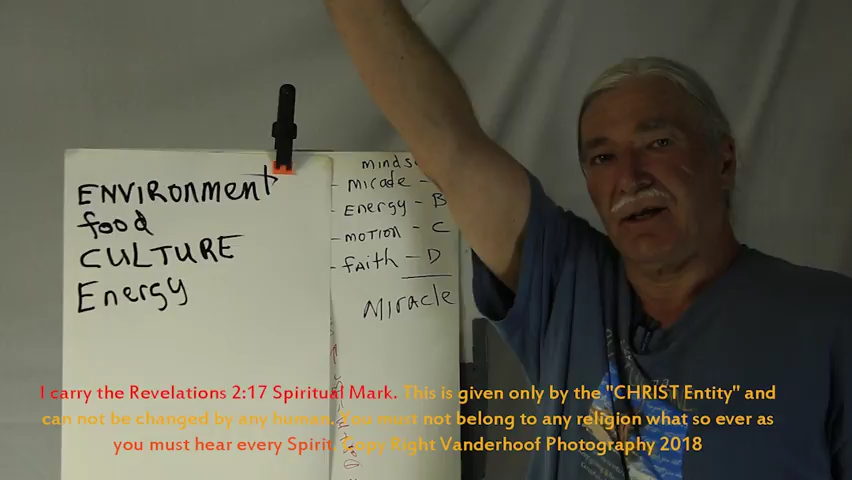 ENVIRONMENT
food
CULTURE
Energy
minds
miracle -
Energy - B
MOTION - C
fAith - D
Miracle
I carry the Revelations 2:17 Spiritual Mark. This is given only by the "CHRIST Entity" and
can not be changed by any human. You must not belong to any religion what so ever as
you must hear every Spirit. Copy Right Vanderhoof Photography 2018